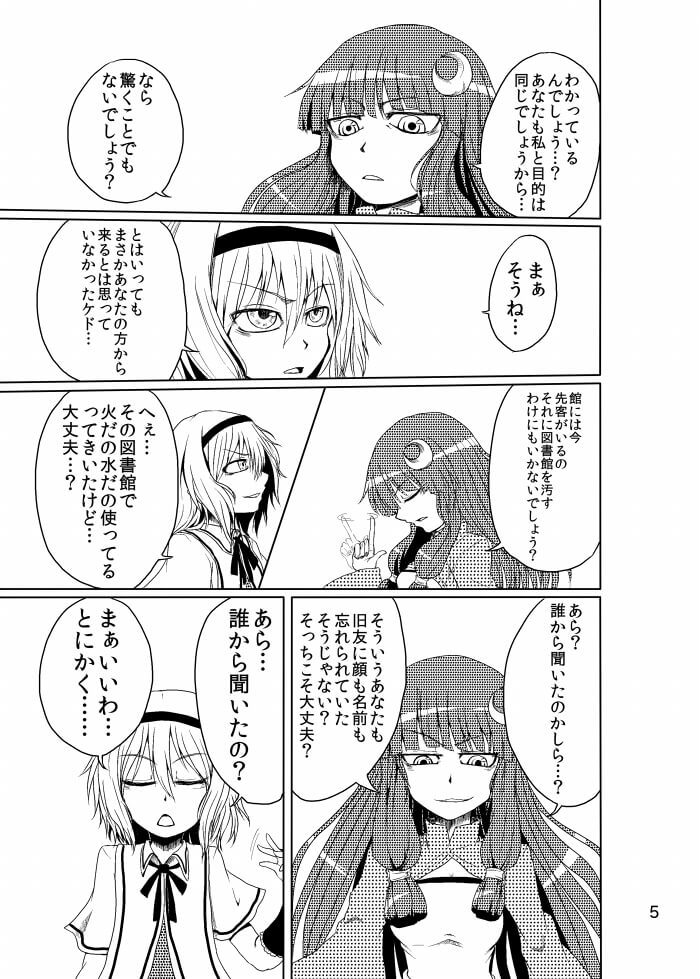 わかっている
んでしょう…？
あなたも私と目的は
同じでしょうから…
なら
驚くことでも
ないでしょう？
まぁ
そうね…
とはいっても
まさかあなたの方から
来るとは思って
いなかったケド…
館には今
先客がいるの
それに図書館を汚す
わけにもいかないでしょう？
へぇ…
その図書館で
火だの水だの使ってる
ってきいたけど…
大丈夫…？
あら？
誰から聞いたのかしら…？
そういうあなたも
旧友に顔も名前も
忘れられていた
そうじゃない？
そっちこそ大丈夫？
あら…
誰から聞いたの？
まぁいいわ…
とにかく……
5